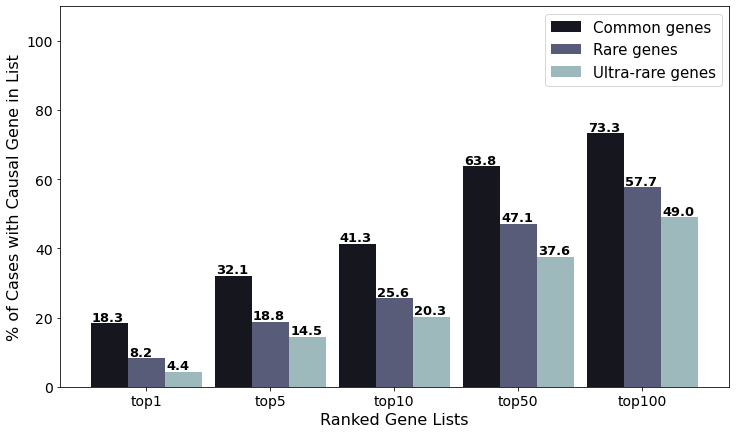 Common genes
Rare genes
Ultra-rare genes
% of Cases with Causal Gene in List
100
80
60
40
20
0
18.3
8.2
4.4
32.1
18.8
14.5
41.3
25.6
20.3
63.8
47.1
37.6
73.3
57.7
49.0
top1
top5
top10
top50
top100
Ranked Gene Lists